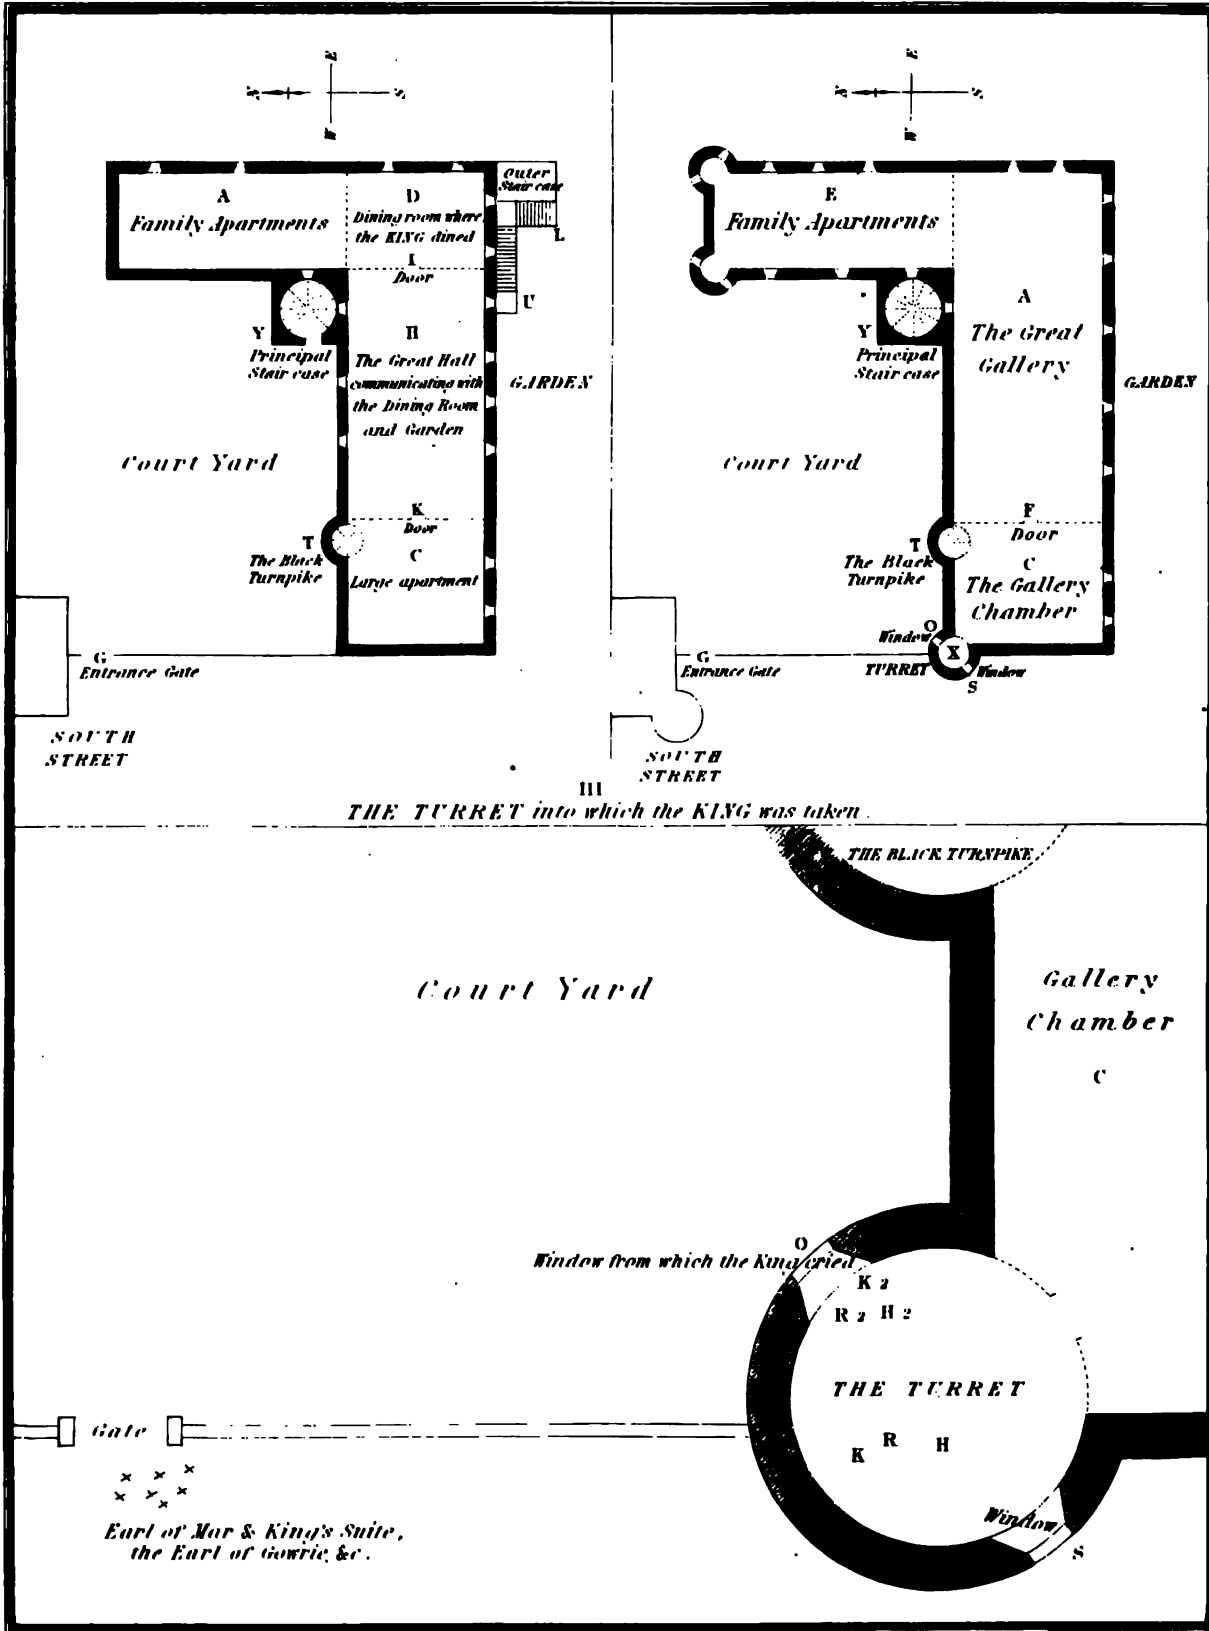 E
N S
W
A
Family Apartments
D
Dining room where
the KING dined
I
Door
Outer
Stair case
L
U
Y
Principal
Stair case
H
The Great Hall
communicating with
the Dining Room
and Garden
GARDEN
Court Yard
K
Door
T
The Black
Turnpike
C
Large apartment
G
Entrance Gate
SOUTH
STREET
E
N S
W
E
Family Apartments
Y
Principal
Stair case
A
The Great
Gallery
GARDEN
Court Yard
F
Door
T
The Black
Turnpike
C
The Gallery
Chamber
O
Window
X
TURRET
Window
S
G
Entrance Gate
SOUTH
STREET
III
THE TURRET into which the KING was taken.
THE BLACK TURNPIKE
Court Yard
Gallery
Chamber
C
O
Window from which the King cried
K 2
R 2 H 2
THE TURRET
K R H
Window
S
Gate
x x x
x x x
x
Earl of Mar & King's Suite,
the Earl of Gowrie, &c.